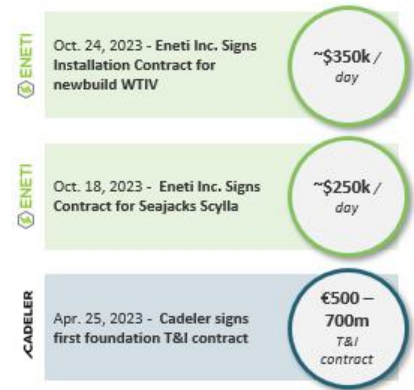 ENETI
Oct. 24, 2023 - Eneti Inc. Signs
Installation Contract for
newbuild WTIV
~$350k /
day
ENETI
Oct. 18, 2023 - Eneti Inc. Signs
Contract for Seajacks Scylla
~$250k /
day
CADELER
Apr. 25, 2023 - Cadeler signs
first foundation T&I contract
€500 –
700m
T&I
contract